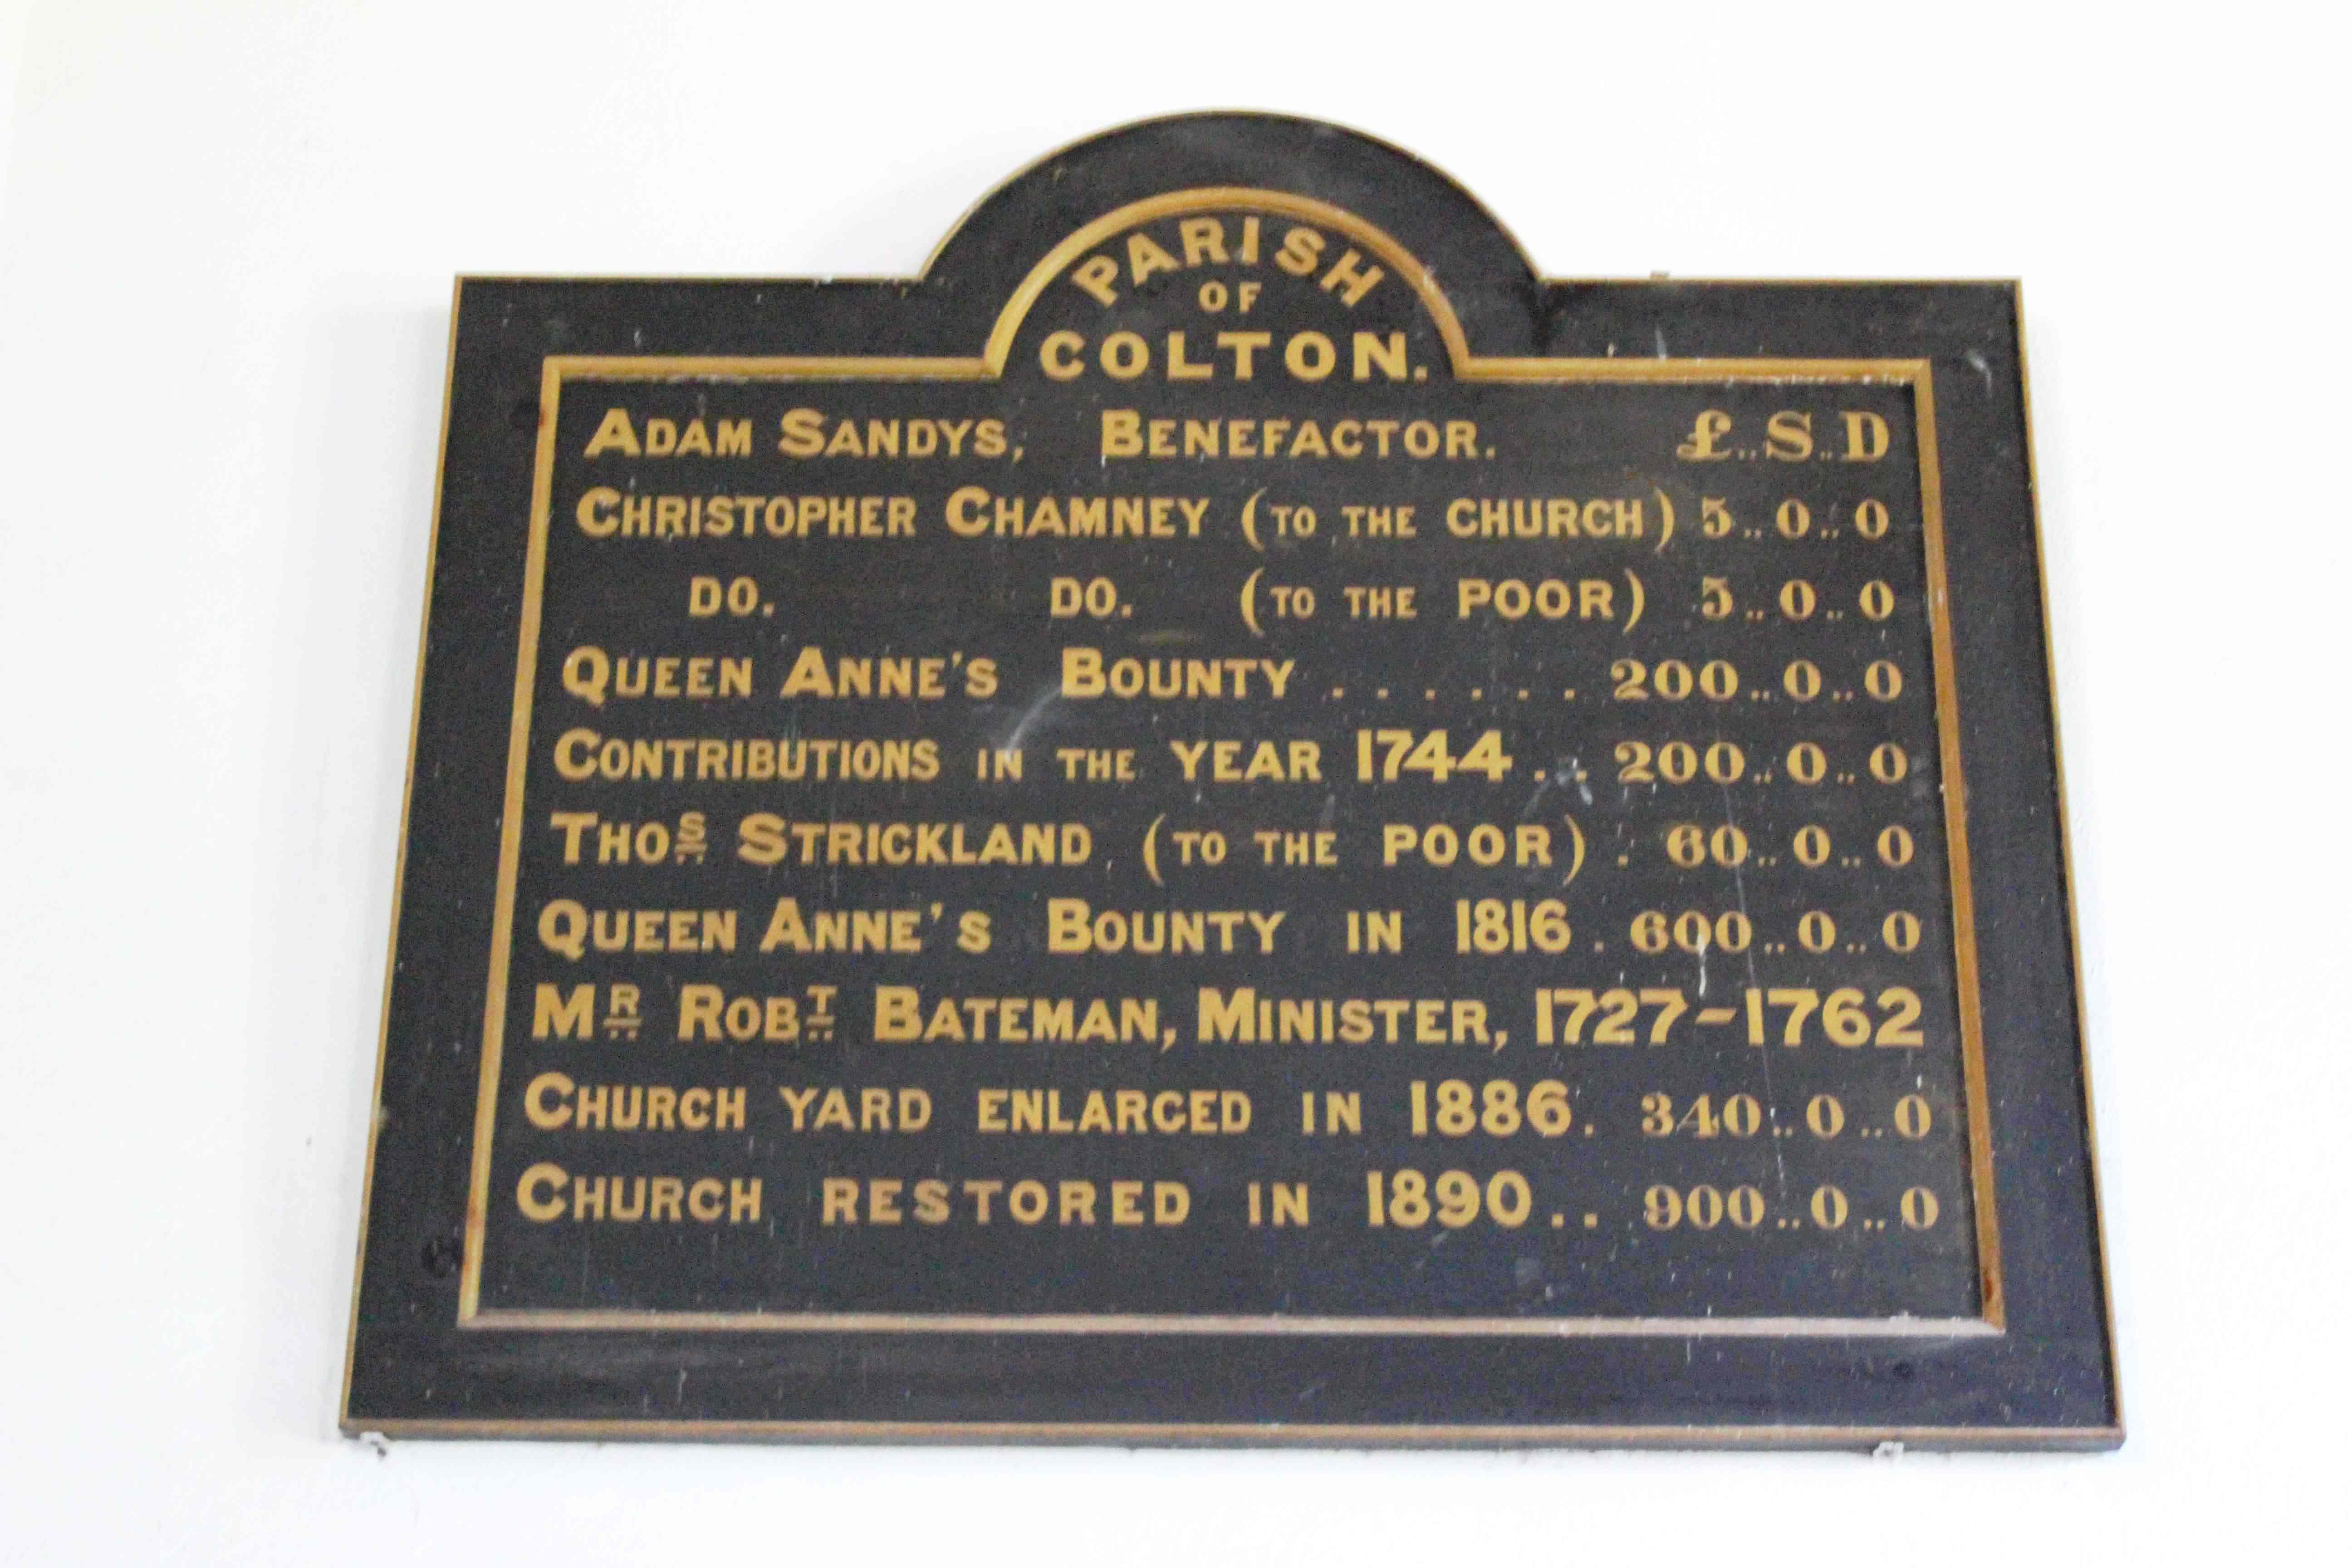 PARISH
OF
COLTON.
ADAM SANDYS, BENEFACTOR. £..S..D
CHRISTOPHER CHAMNEY (TO THE CHURCH) 5..0..0
DO. DO. (TO THE POOR) 5..0..0
QUEEN ANNE'S BOUNTY . . . . . . 200..0..0
CONTRIBUTIONS IN THE YEAR 1744 . . 200..0..0
THOS STRICKLAND, (TO THE POOR) . 60..0..0
QUEEN ANNE'S BOUNTY IN 1816 . 600..0..0
MR ROBT BATEMAN, MINISTER, 1727-1762
CHURCH YARD ENLARGED IN 1886. 340..0..0
CHURCH RESTORED IN 1890 . . 900..0..0